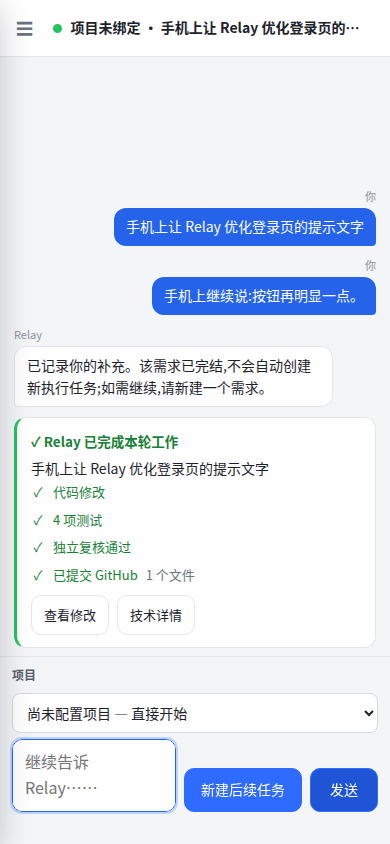 项目未绑定 · 手机上让 Relay 优化登录页的…
你
手机上让 Relay 优化登录页的提示文字
你
手机上继续说:按钮再明显一点。
Relay
已记录你的补充。该需求已完结,不会自动创建
新执行任务;如需继续,请新建一个需求。
✓ Relay 已完成本轮工作
手机上让 Relay 优化登录页的提示文字
✓ 代码修改
✓ 4 项测试
✓ 独立复核通过
✓ 已提交 GitHub 1 个文件
查看修改 技术详情
项目
尚未配置项目 — 直接开始
继续告诉
Relay……
新建后续任务 发送